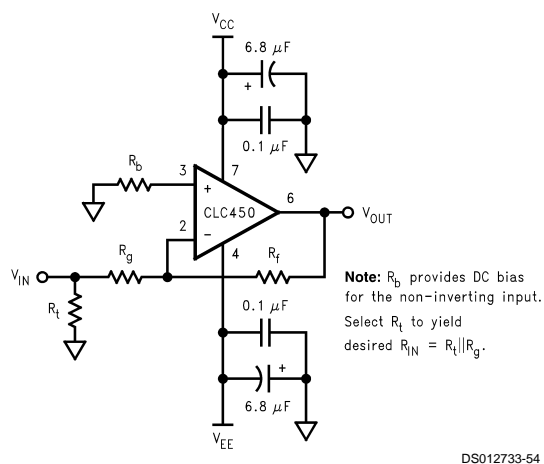 V_CC
6.8 μF
+
0.1 μF
R_b
3
7
+
6
CLC450
V_OUT
2
−
4
R_g
R_f
V_IN
R_t
Note: R_b provides DC bias
for the non-inverting input.
Select R_t to yield
desired R_IN = R_t||R_g.
0.1 μF
+
6.8 μF
V_EE
DS012733-54